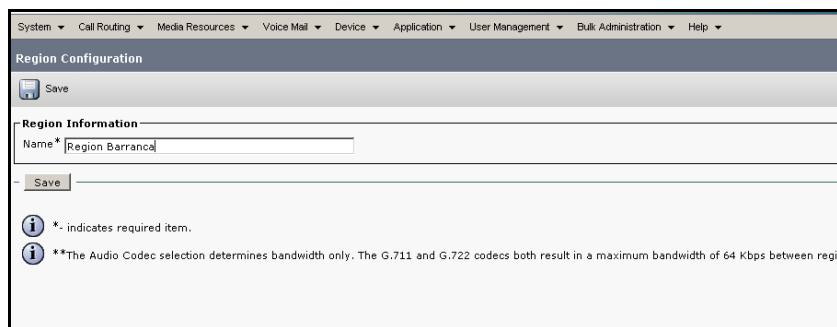 System Call Routing Media Resources Voice Mail Device Application User Management Bulk Administration Help
Region Configuration
Save
Region Information
Name* Region Barranca
Save
*- indicates required item.
**The Audio Codec selection determines bandwidth only. The G.711 and G.722 codecs both result in a maximum bandwidth of 64 Kbps between regi